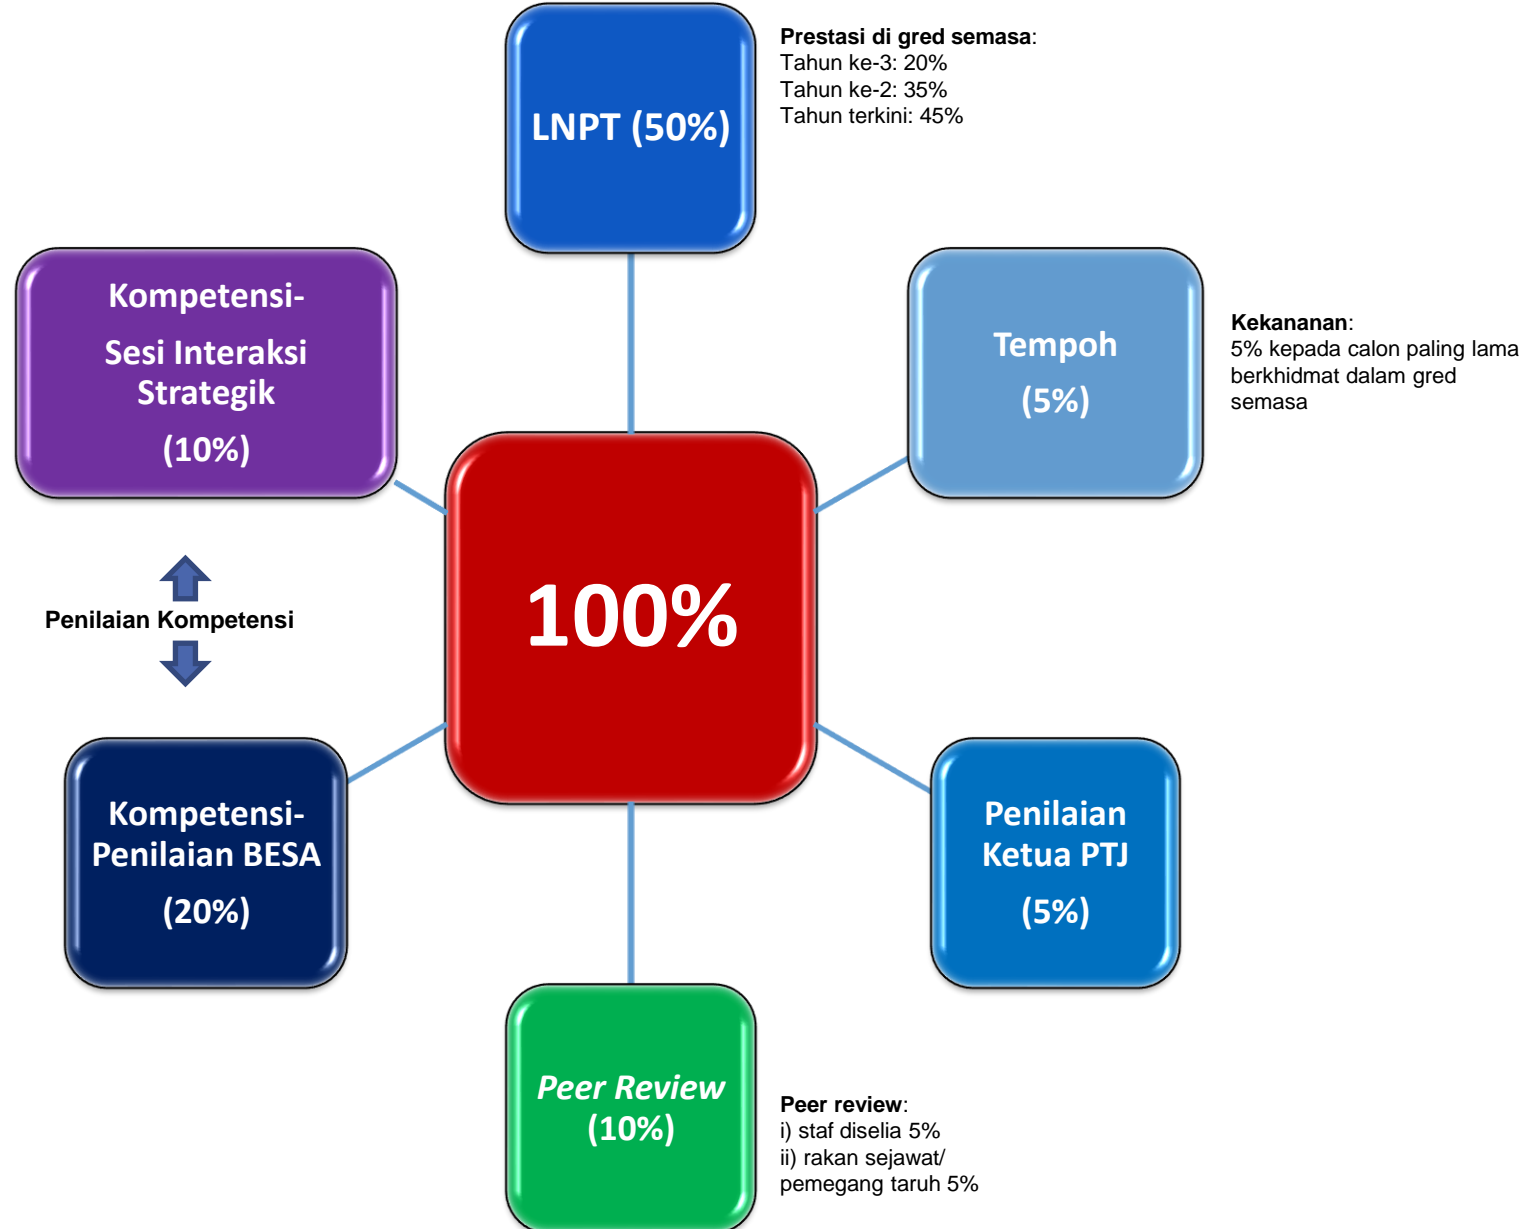 LNPT (50%)
Prestasi di gred semasa:
Tahun ke-3: 20%
Tahun ke-2: 35%
Tahun terkini: 45%
Kompetensi-
Sesi Interaksi
Strategik
(10%)
Tempoh
(5%)
Kekananan:
5% kepada calon paling lama
berkhidmat dalam gred
semasa
100%
Penilaian Kompetensi
Kompetensi-
Penilaian BESA
(20%)
Penilaian
Ketua PTJ
(5%)
Peer Review
(10%)
Peer review:
i) staf diselia 5%
ii) rakan sejawat/
pemegang taruh 5%